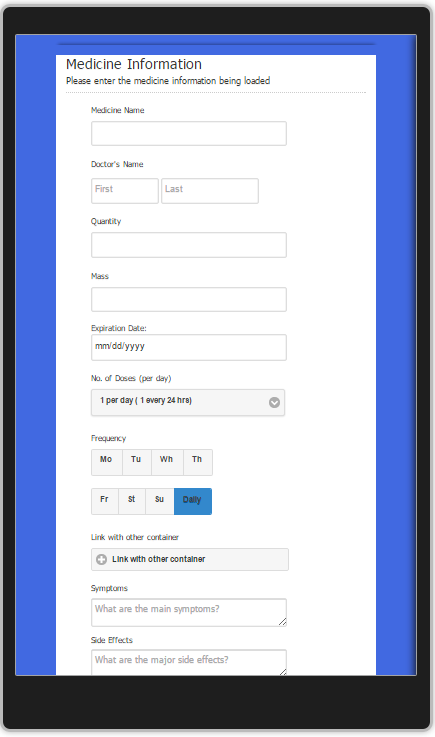 Medicine Information
Please enter the medicine information being loaded
Medicine Name
Doctor's Name
First Last
Quantity
Mass
Expiration Date:
mm/dd/yyyy
No. of Doses (per day)
1 per day ( 1 every 24 hrs)
Frequency
Mo Tu Wh Th
Fr St Su Daily
Link with other container
Link with other container
Symptoms
What are the main symptoms?
Side Effects
What are the major side effects?